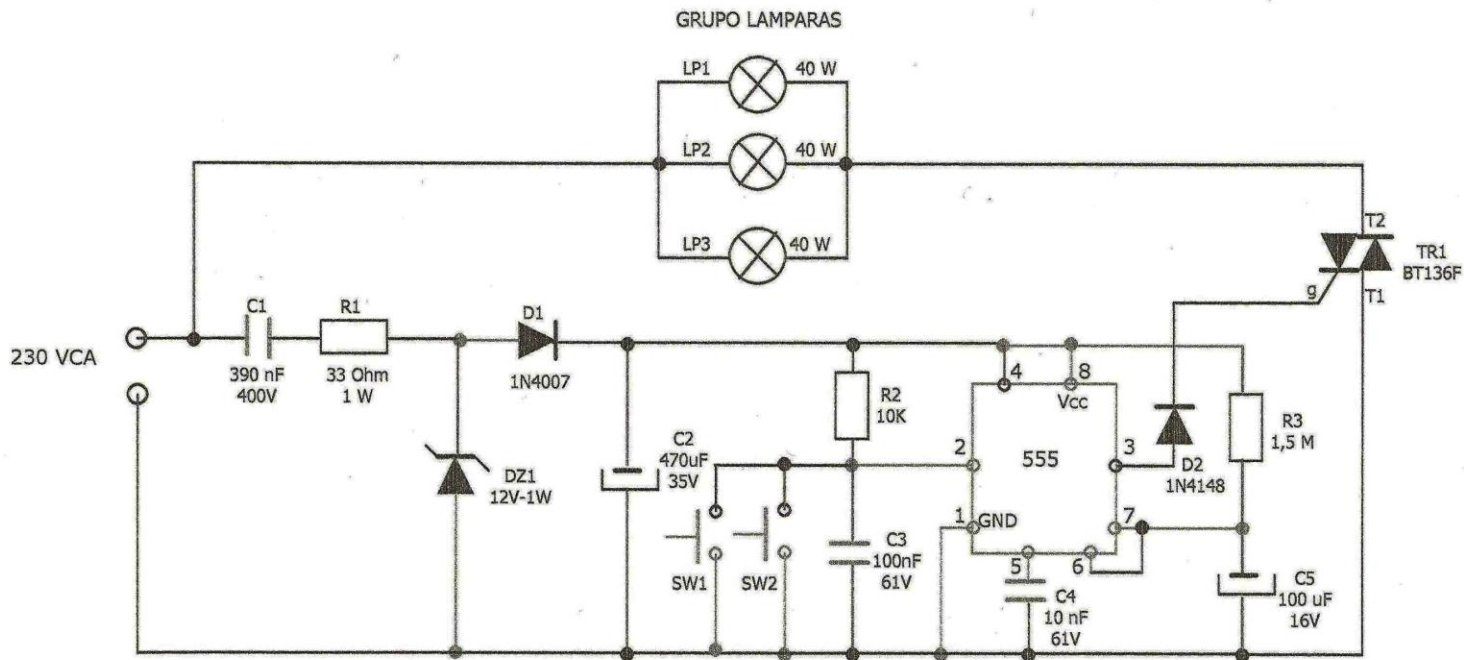 GRUPO LAMPARAS
LP1
40 W
LP2
40 W
LP3
40 W
T2
TR1
BT136F
g
T1
230 VCA
C1
390 nF
400V
R1
33 Ohm
1 W
D1
1N4007
DZ1
12V-1W
C2
470uF
35V
R2
10K
SW1
SW2
C3
100nF
61V
4
8
Vcc
2
555
3
1
GND
7
5
6
D2
1N4148
R3
1,5 M
C4
10 nF
61V
C5
100 uF
16V